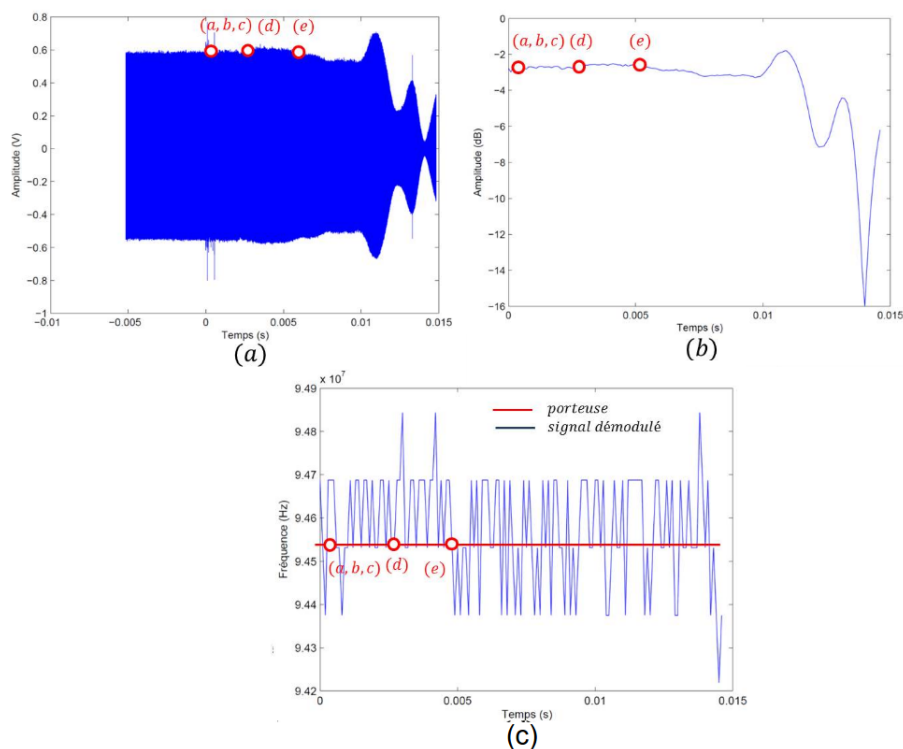 (a, b, c) (d) (e)
0.8
0.6
0.4
0.2
0
−0.2
−0.4
−0.6
−0.8
−1
Amplitude (V)
−0.01 −0.005 0 0.005 0.01 0.015
Temps (s)
(a)
(a, b, c) (d) (e)
0
−2
−4
−6
−8
−10
−12
−14
−16
Amplitude (dB)
0 0.005 0.01 0.015
Temps (s)
(b)
x 10⁷
9.49
9.48
9.47
9.46
9.45
9.44
9.43
9.42
Fréquence (Hz)
porteuse
signal démodulé
(a, b, c) (d) (e)
0 0.005 0.01 0.015
Temps (s)
(c)